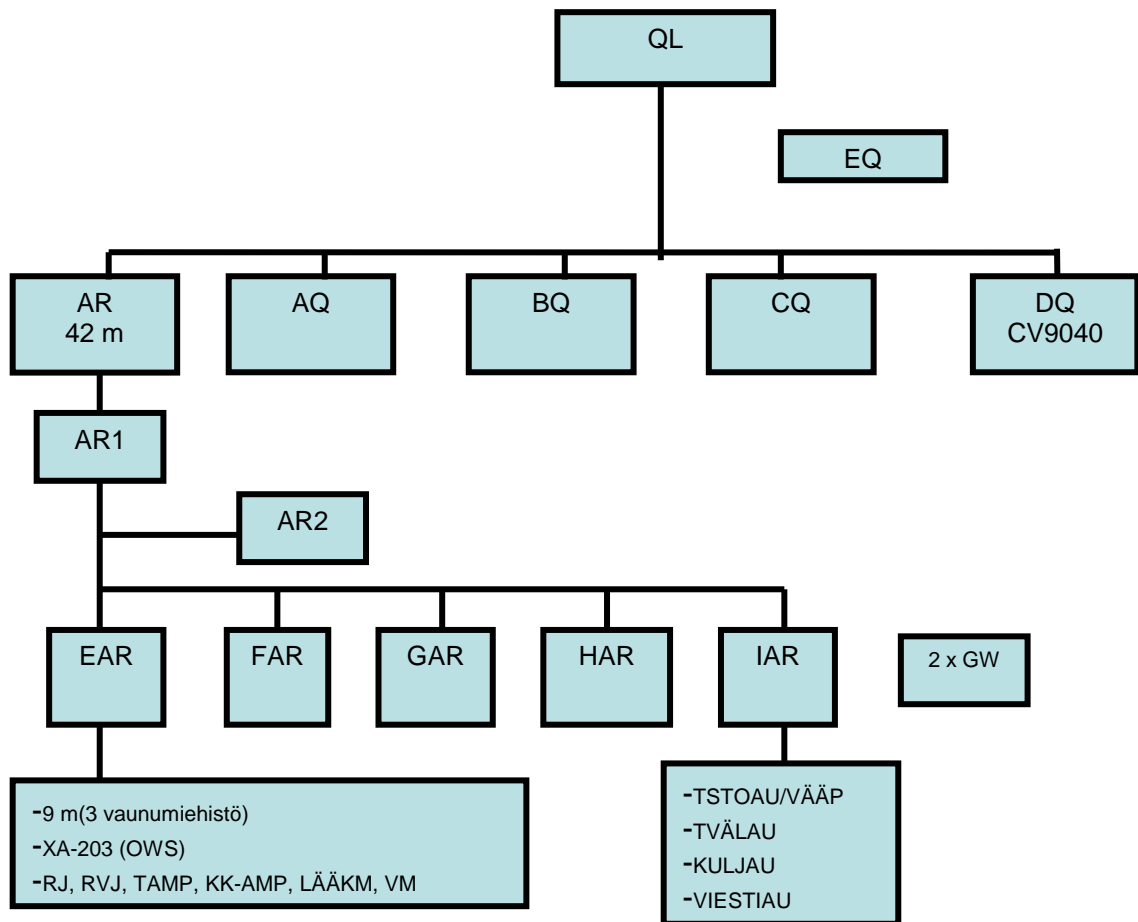 QL
EQ
AR
42 m
AQ
BQ
CQ
DQ
CV9040
AR1
AR2
EAR
FAR
GAR
HAR
IAR
2 x GW
-9 m(3 vaunumiehistö)
-XA-203 (OWS)
-RJ, RVJ, TAMP, KK-AMP, LÄÄKM, VM
-TSTOAU/VÄÄP
-TVÄLAU
-KULJAU
-VIESTIAU